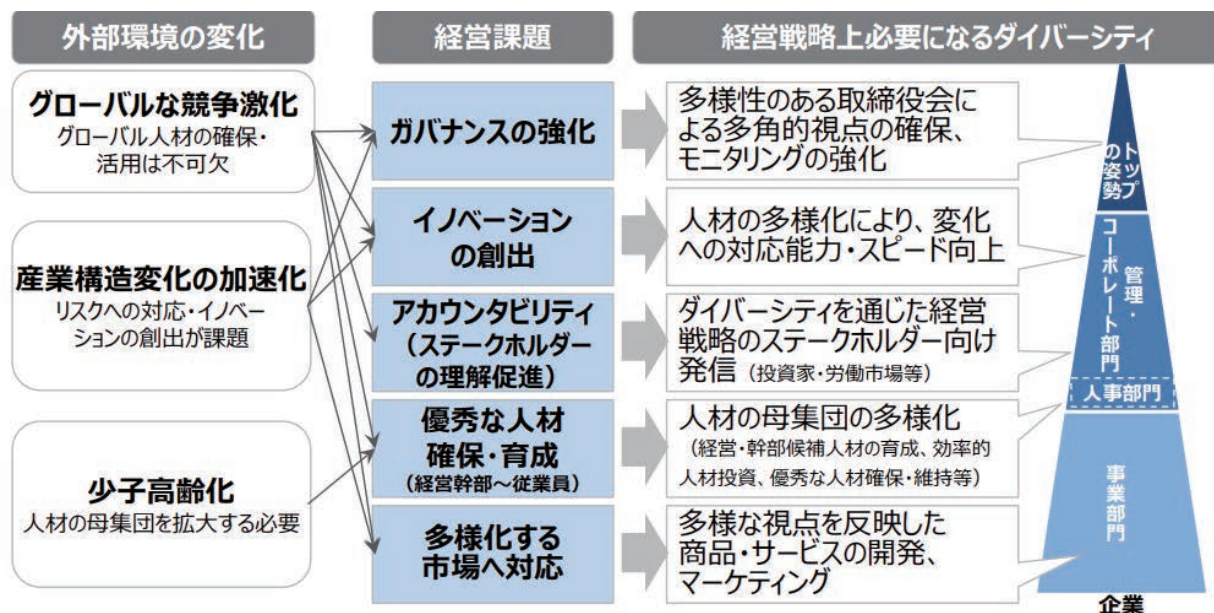 外部環境の変化
経営課題
経営戦略上必要になるダイバーシティ
グローバルな競争激化
グローバル人材の確保・
活用は不可欠
産業構造変化の加速化
リスクへの対応・イノベー
ションの創出が課題
少子高齢化
人材の母集団を拡大する必要
ガバナンスの強化
イノベーション
の創出
アカウンタビリティ
（ステークホルダー
の理解促進）
優秀な人材
確保・育成
（経営幹部～従業員）
多様化する
市場へ対応
多様性のある取締役会に
よる多角的視点の確保、
モニタリングの強化
人材の多様化により、変化
への対応能力・スピード向上
ダイバーシティを通じた経営
戦略のステークホルダー向け
発信（投資家・労働市場等）
人材の母集団の多様化
（経営・幹部候補人材の育成、効率的
人材投資、優秀な人材確保・維持等）
多様な視点を反映した
商品・サービスの開発、
マーケティング
トップ
の姿勢
管理・
コーポレート部門
人事部門
事業部門
企業